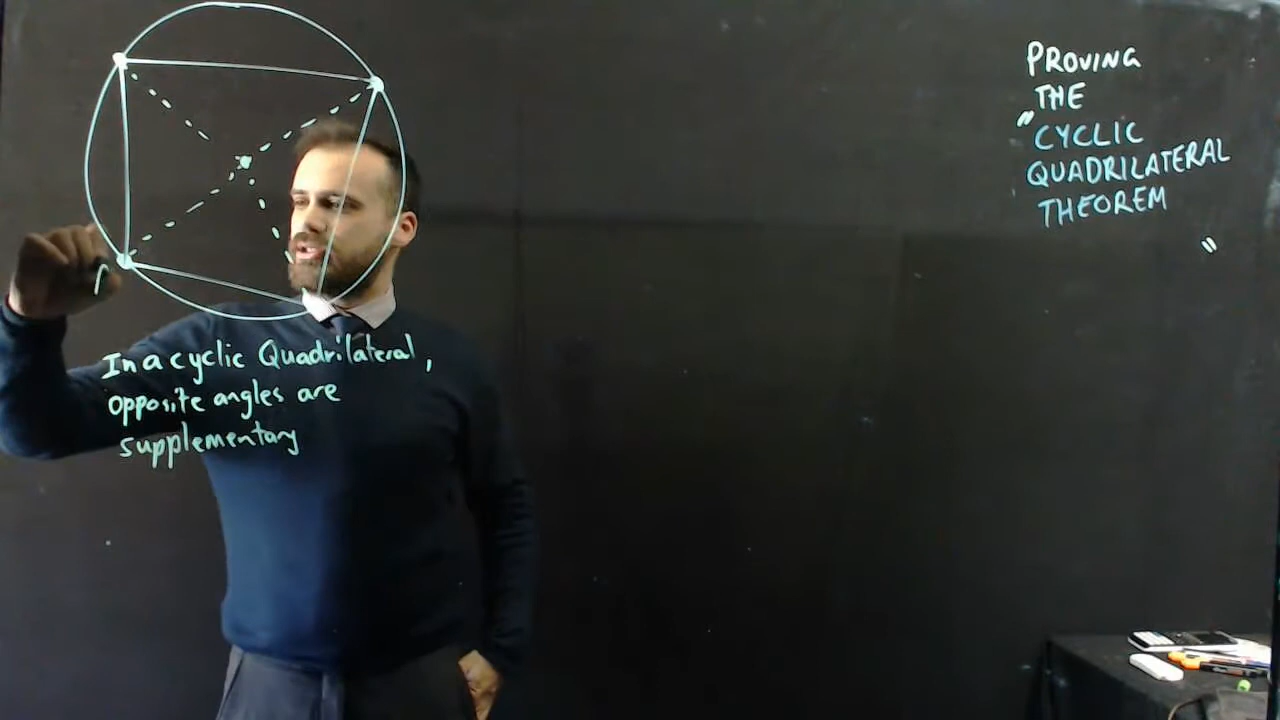 In a cyclic Quadrilateral,
opposite angles are
supplementary
PROVING
THE
"CYCLIC
QUADRILATERAL
THEOREM
"